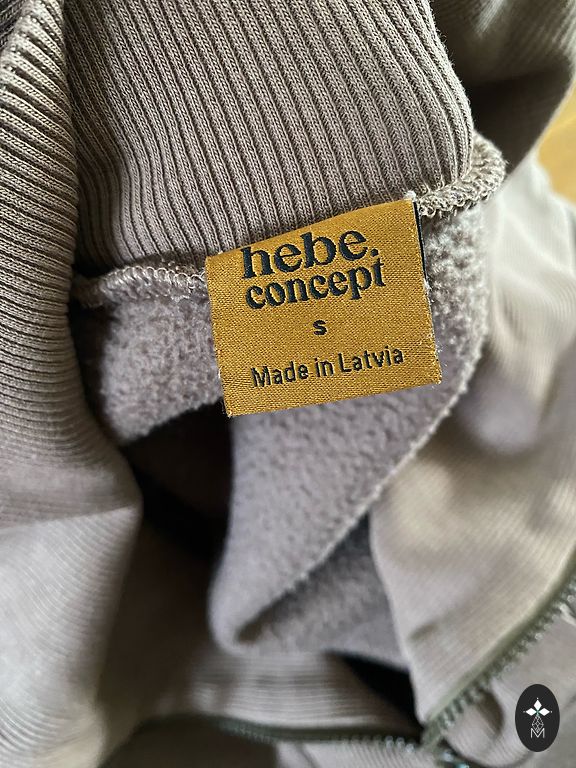 hebe.
concept
S
Made in Latvia